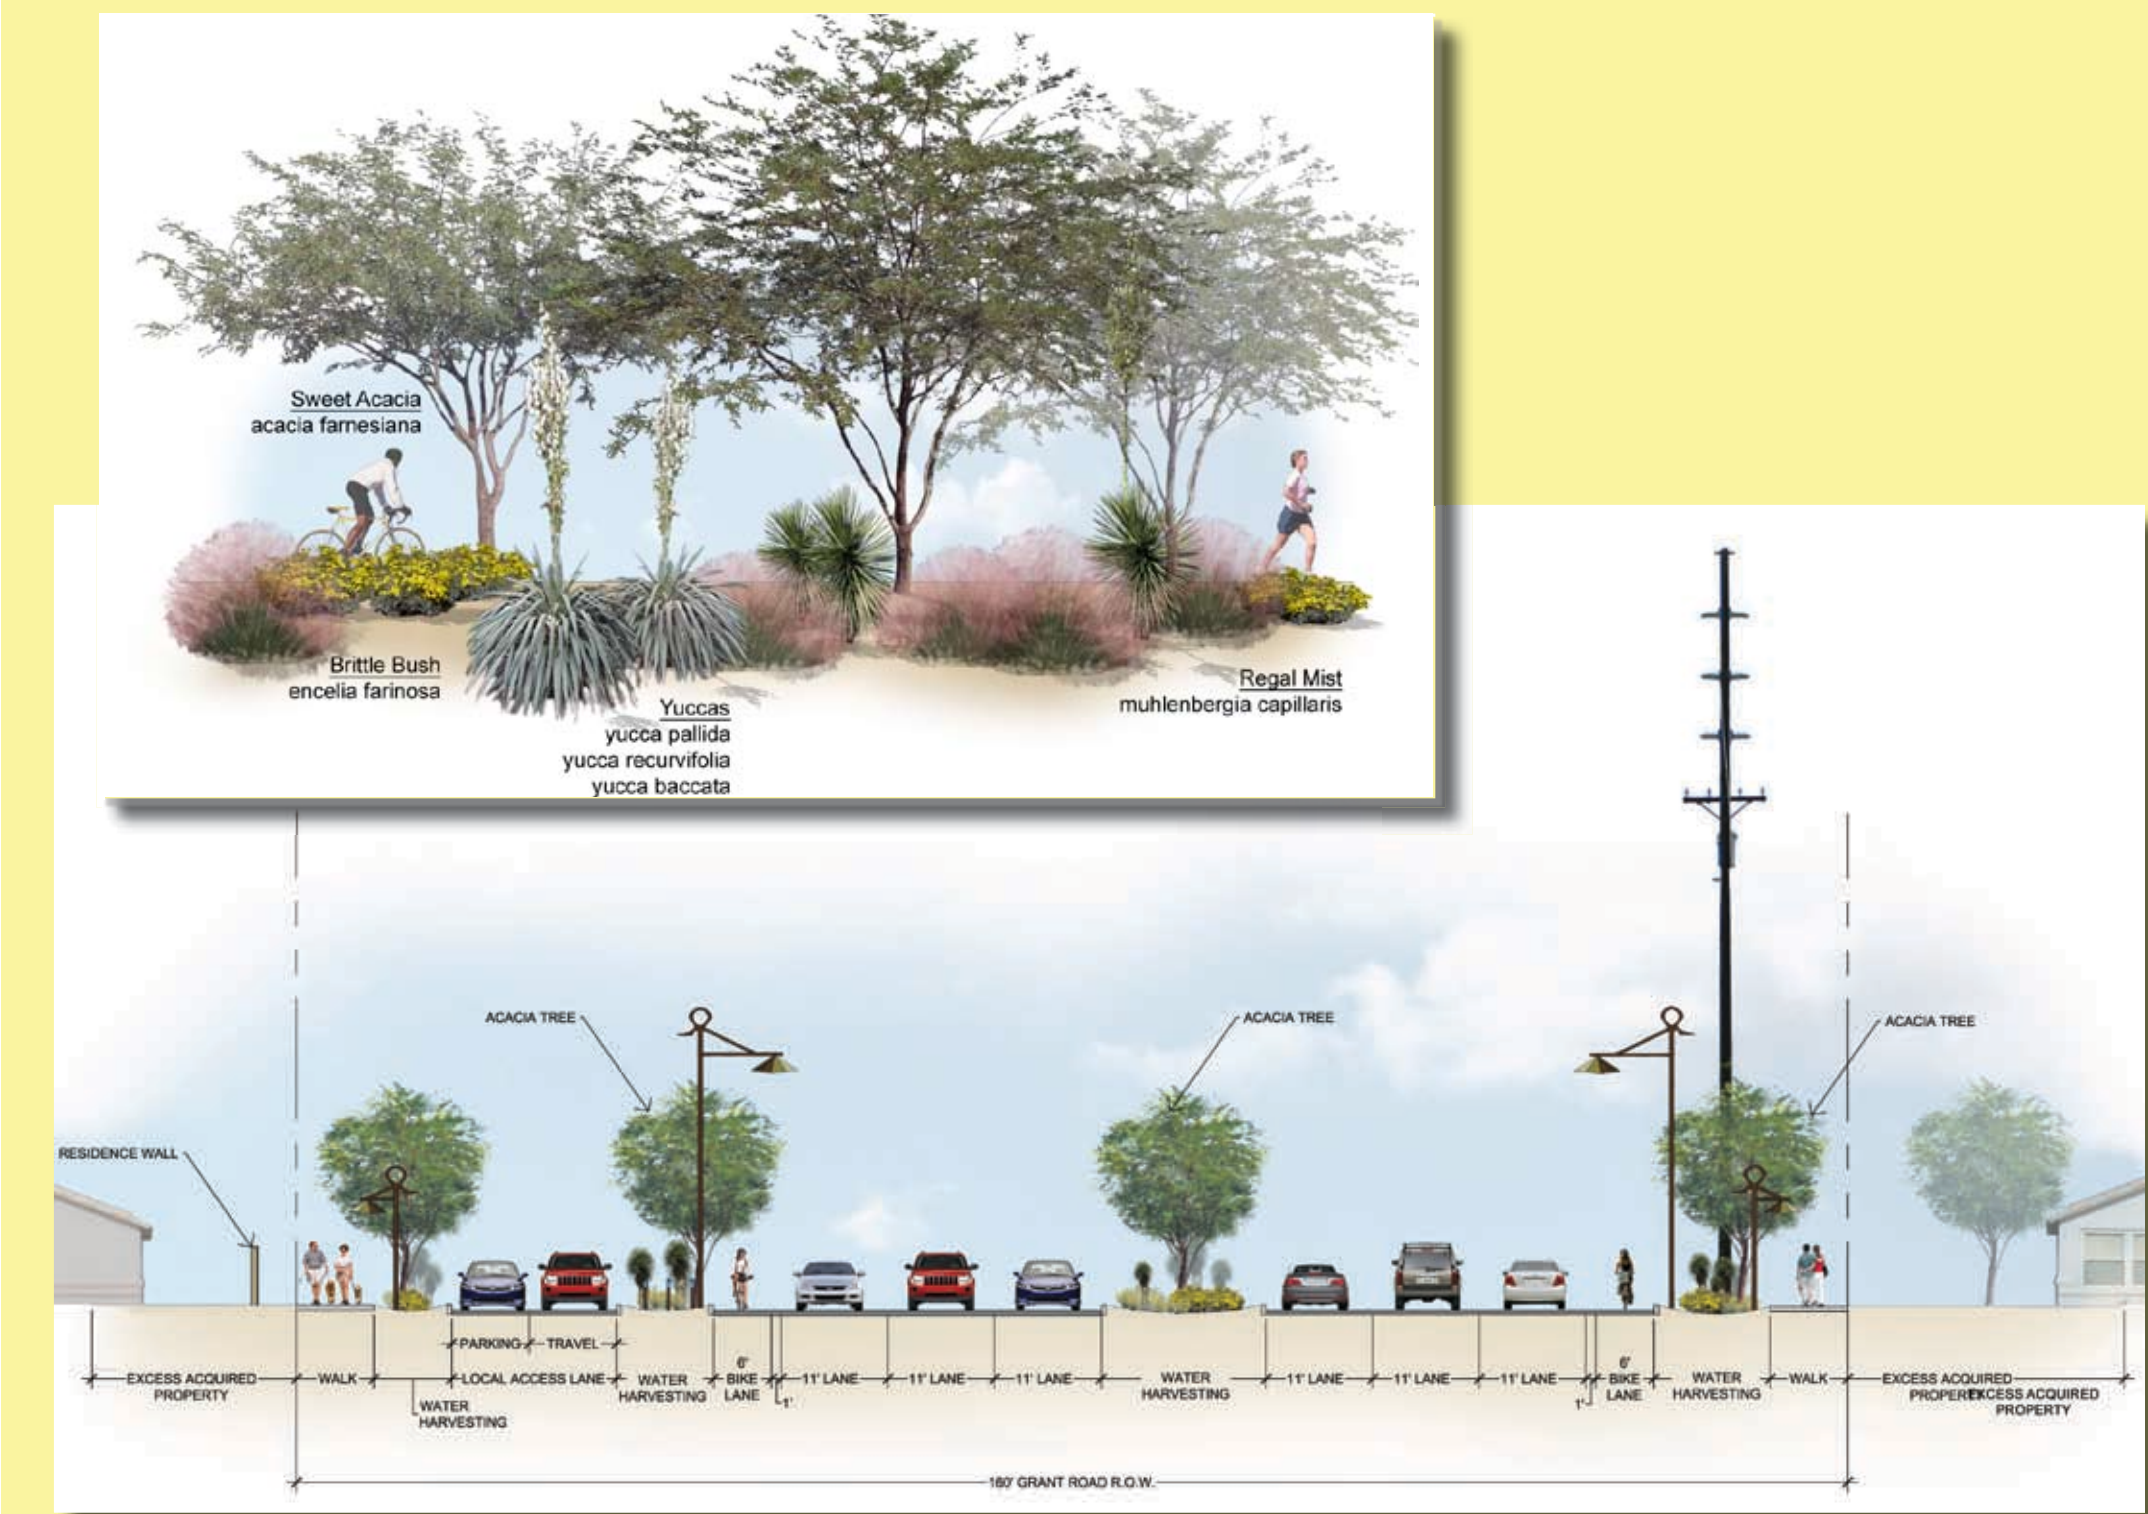 Sweet Acacia
acacia farnesiana
Brittle Bush
encelia farinosa
Yuccas
yucca pallida
yucca recurvifolia
yucca baccata
Regal Mist
muhlenbergia capillaris
ACACIA TREE
ACACIA TREE
ACACIA TREE
RESIDENCE WALL
PARKING
TRAVEL
EXCESS ACQUIRED
PROPERTY
WALK
WATER
HARVESTING
LOCAL ACCESS LANE
WATER
HARVESTING
6'
BIKE
LANE
1'
11' LANE
11' LANE
11' LANE
WATER
HARVESTING
11' LANE
11' LANE
11' LANE
1'
6'
BIKE
LANE
WATER
HARVESTING
WALK
EXCESS ACQUIRED
PROPERTY
EXCESS ACQUIRED
PROPERTY
160' GRANT ROAD R.O.W.